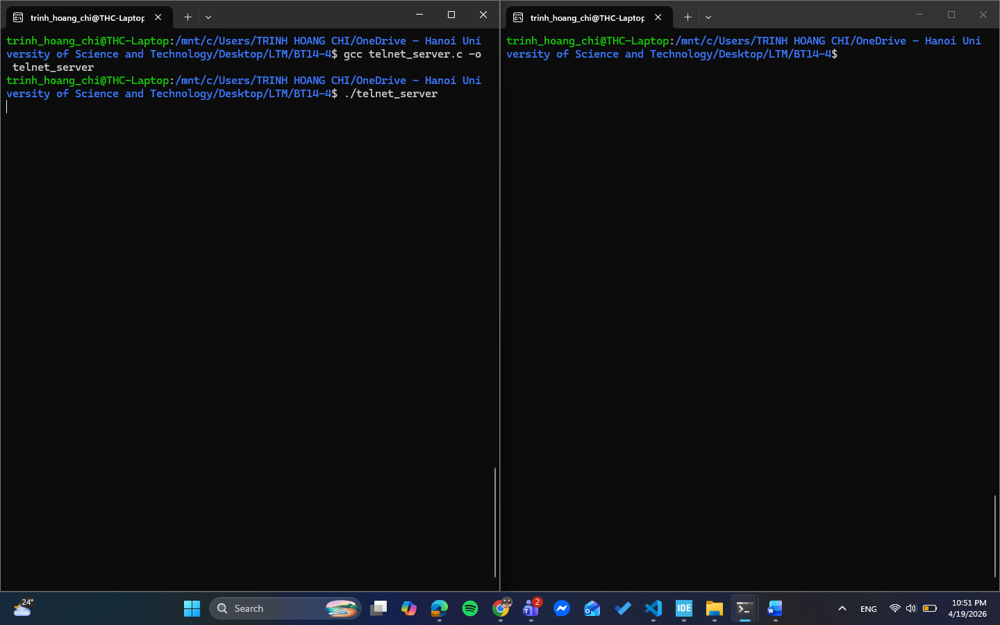 trinh_hoang_chi@THC-Laptop
trinh_hoang_chi@THC-Laptop:/mnt/c/Users/TRINH HOANG CHI/OneDrive - Hanoi Uni
versity of Science and Technology/Desktop/LTM/BT14-4$ gcc telnet_server.c -o
 telnet_server
trinh_hoang_chi@THC-Laptop:/mnt/c/Users/TRINH HOANG CHI/OneDrive - Hanoi Uni
versity of Science and Technology/Desktop/LTM/BT14-4$ ./telnet_server
trinh_hoang_chi@THC-Laptop
trinh_hoang_chi@THC-Laptop:/mnt/c/Users/TRINH HOANG CHI/OneDrive - Hanoi Uni
versity of Science and Technology/Desktop/LTM/BT14-4$
24°
Search
2
IDE
ENG
10:51 PM
4/19/2026